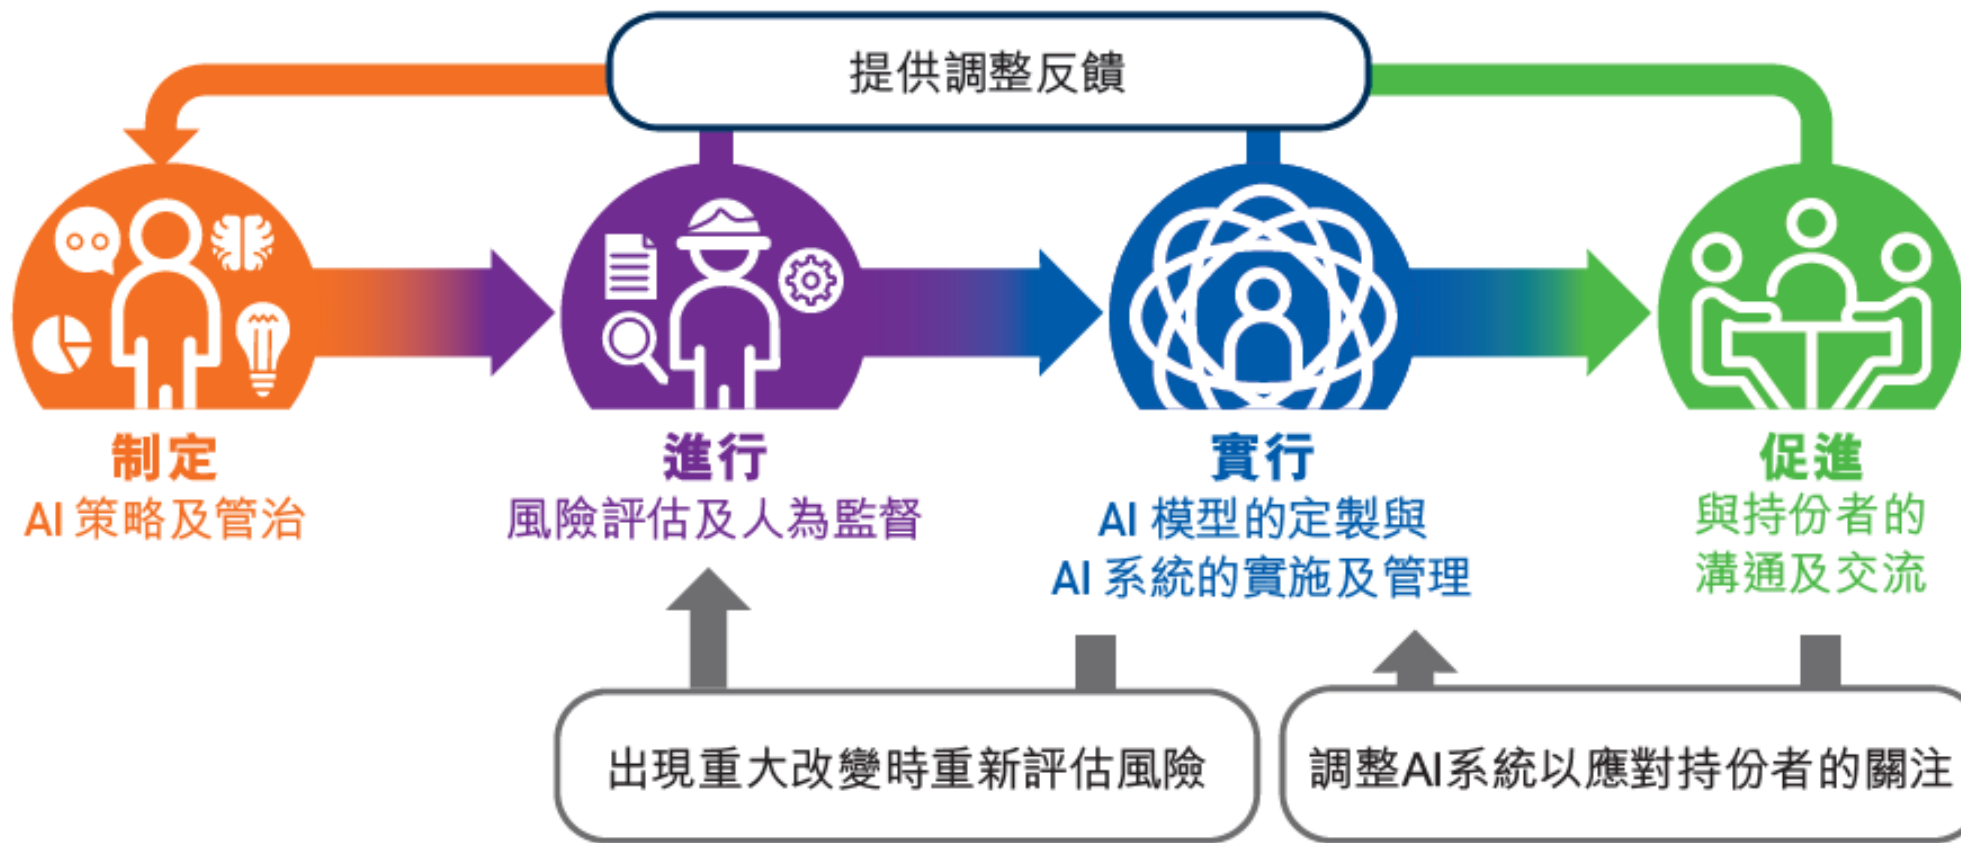 提供調整反饋
制定
AI 策略及管治
進行
風險評估及人為監督
實行
AI 模型的定製與
AI 系統的實施及管理
促進
與持份者的
溝通及交流
出現重大改變時重新評估風險
調整AI系統以應對持份者的關注